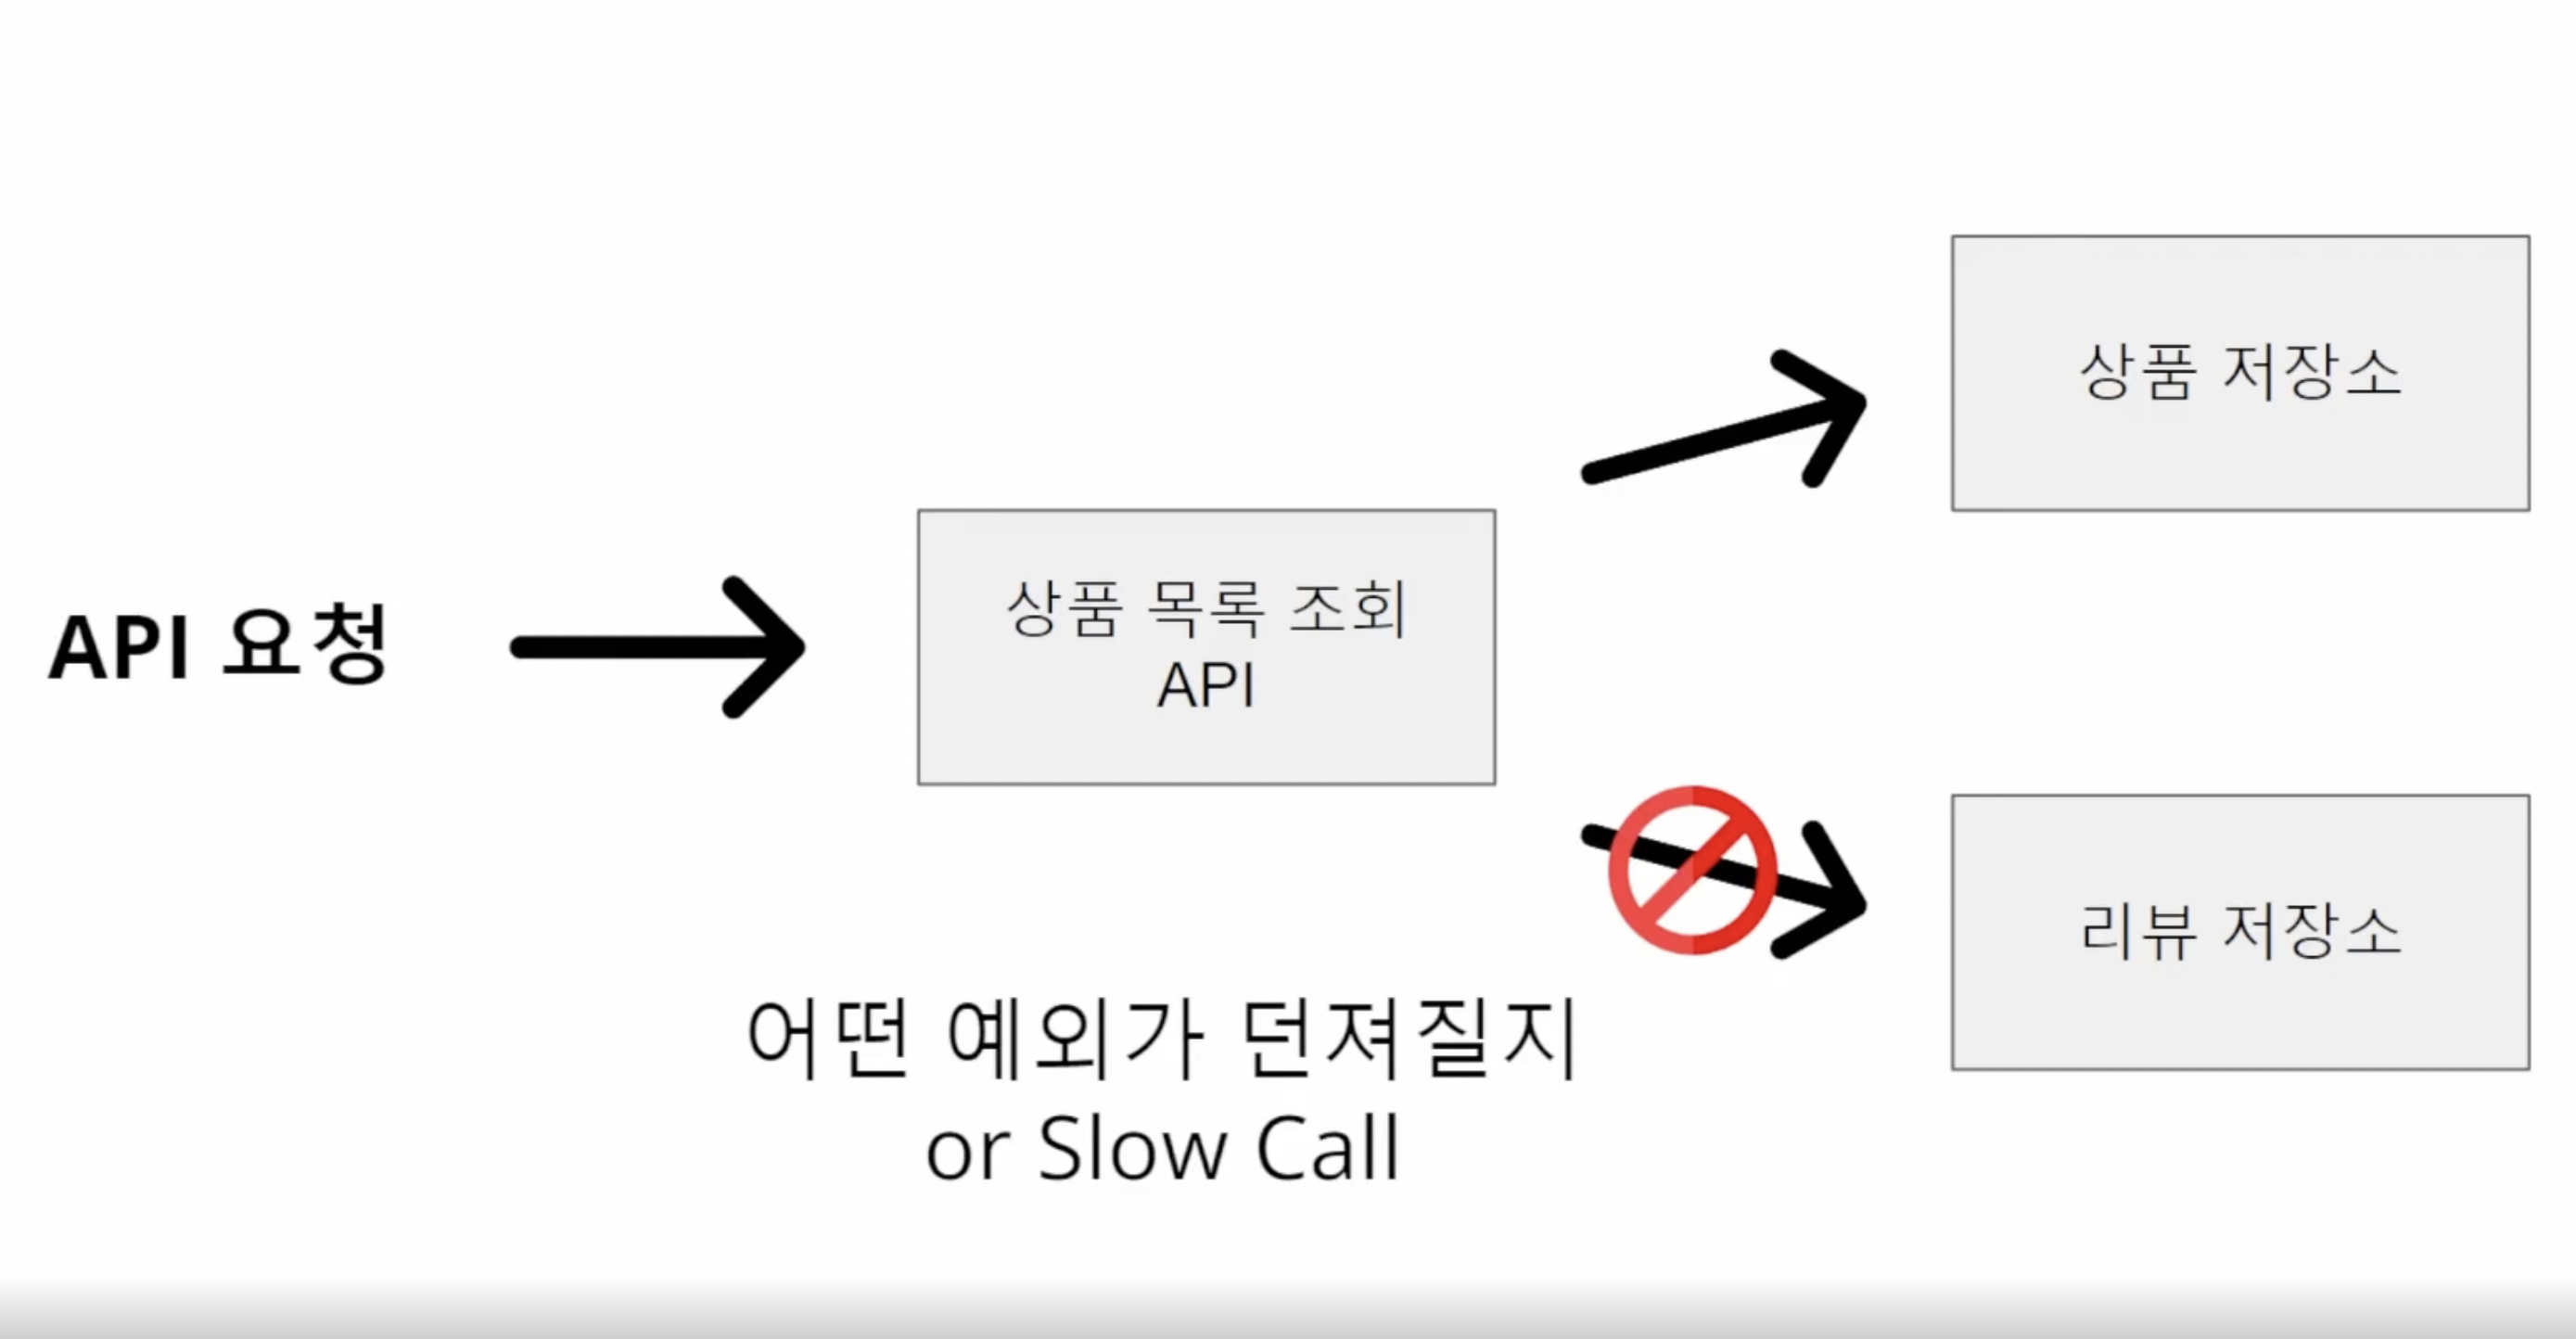 API 요청
상품 목록 조회
API
상품 저장소
리뷰 저장소
어떤 예외가 던져질지
or Slow Call